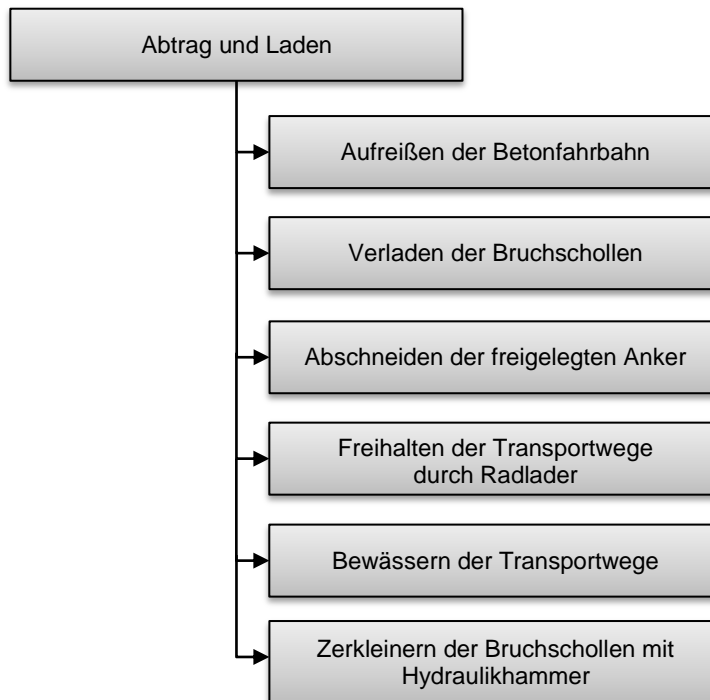 Abtrag und Laden
Aufreißen der Betonfahrbahn
Verladen der Bruchschollen
Abschneiden der freigelegten Anker
Freihalten der Transportwege
durch Radlader
Bewässern der Transportwege
Zerkleinern der Bruchschollen mit
Hydraulikhammer